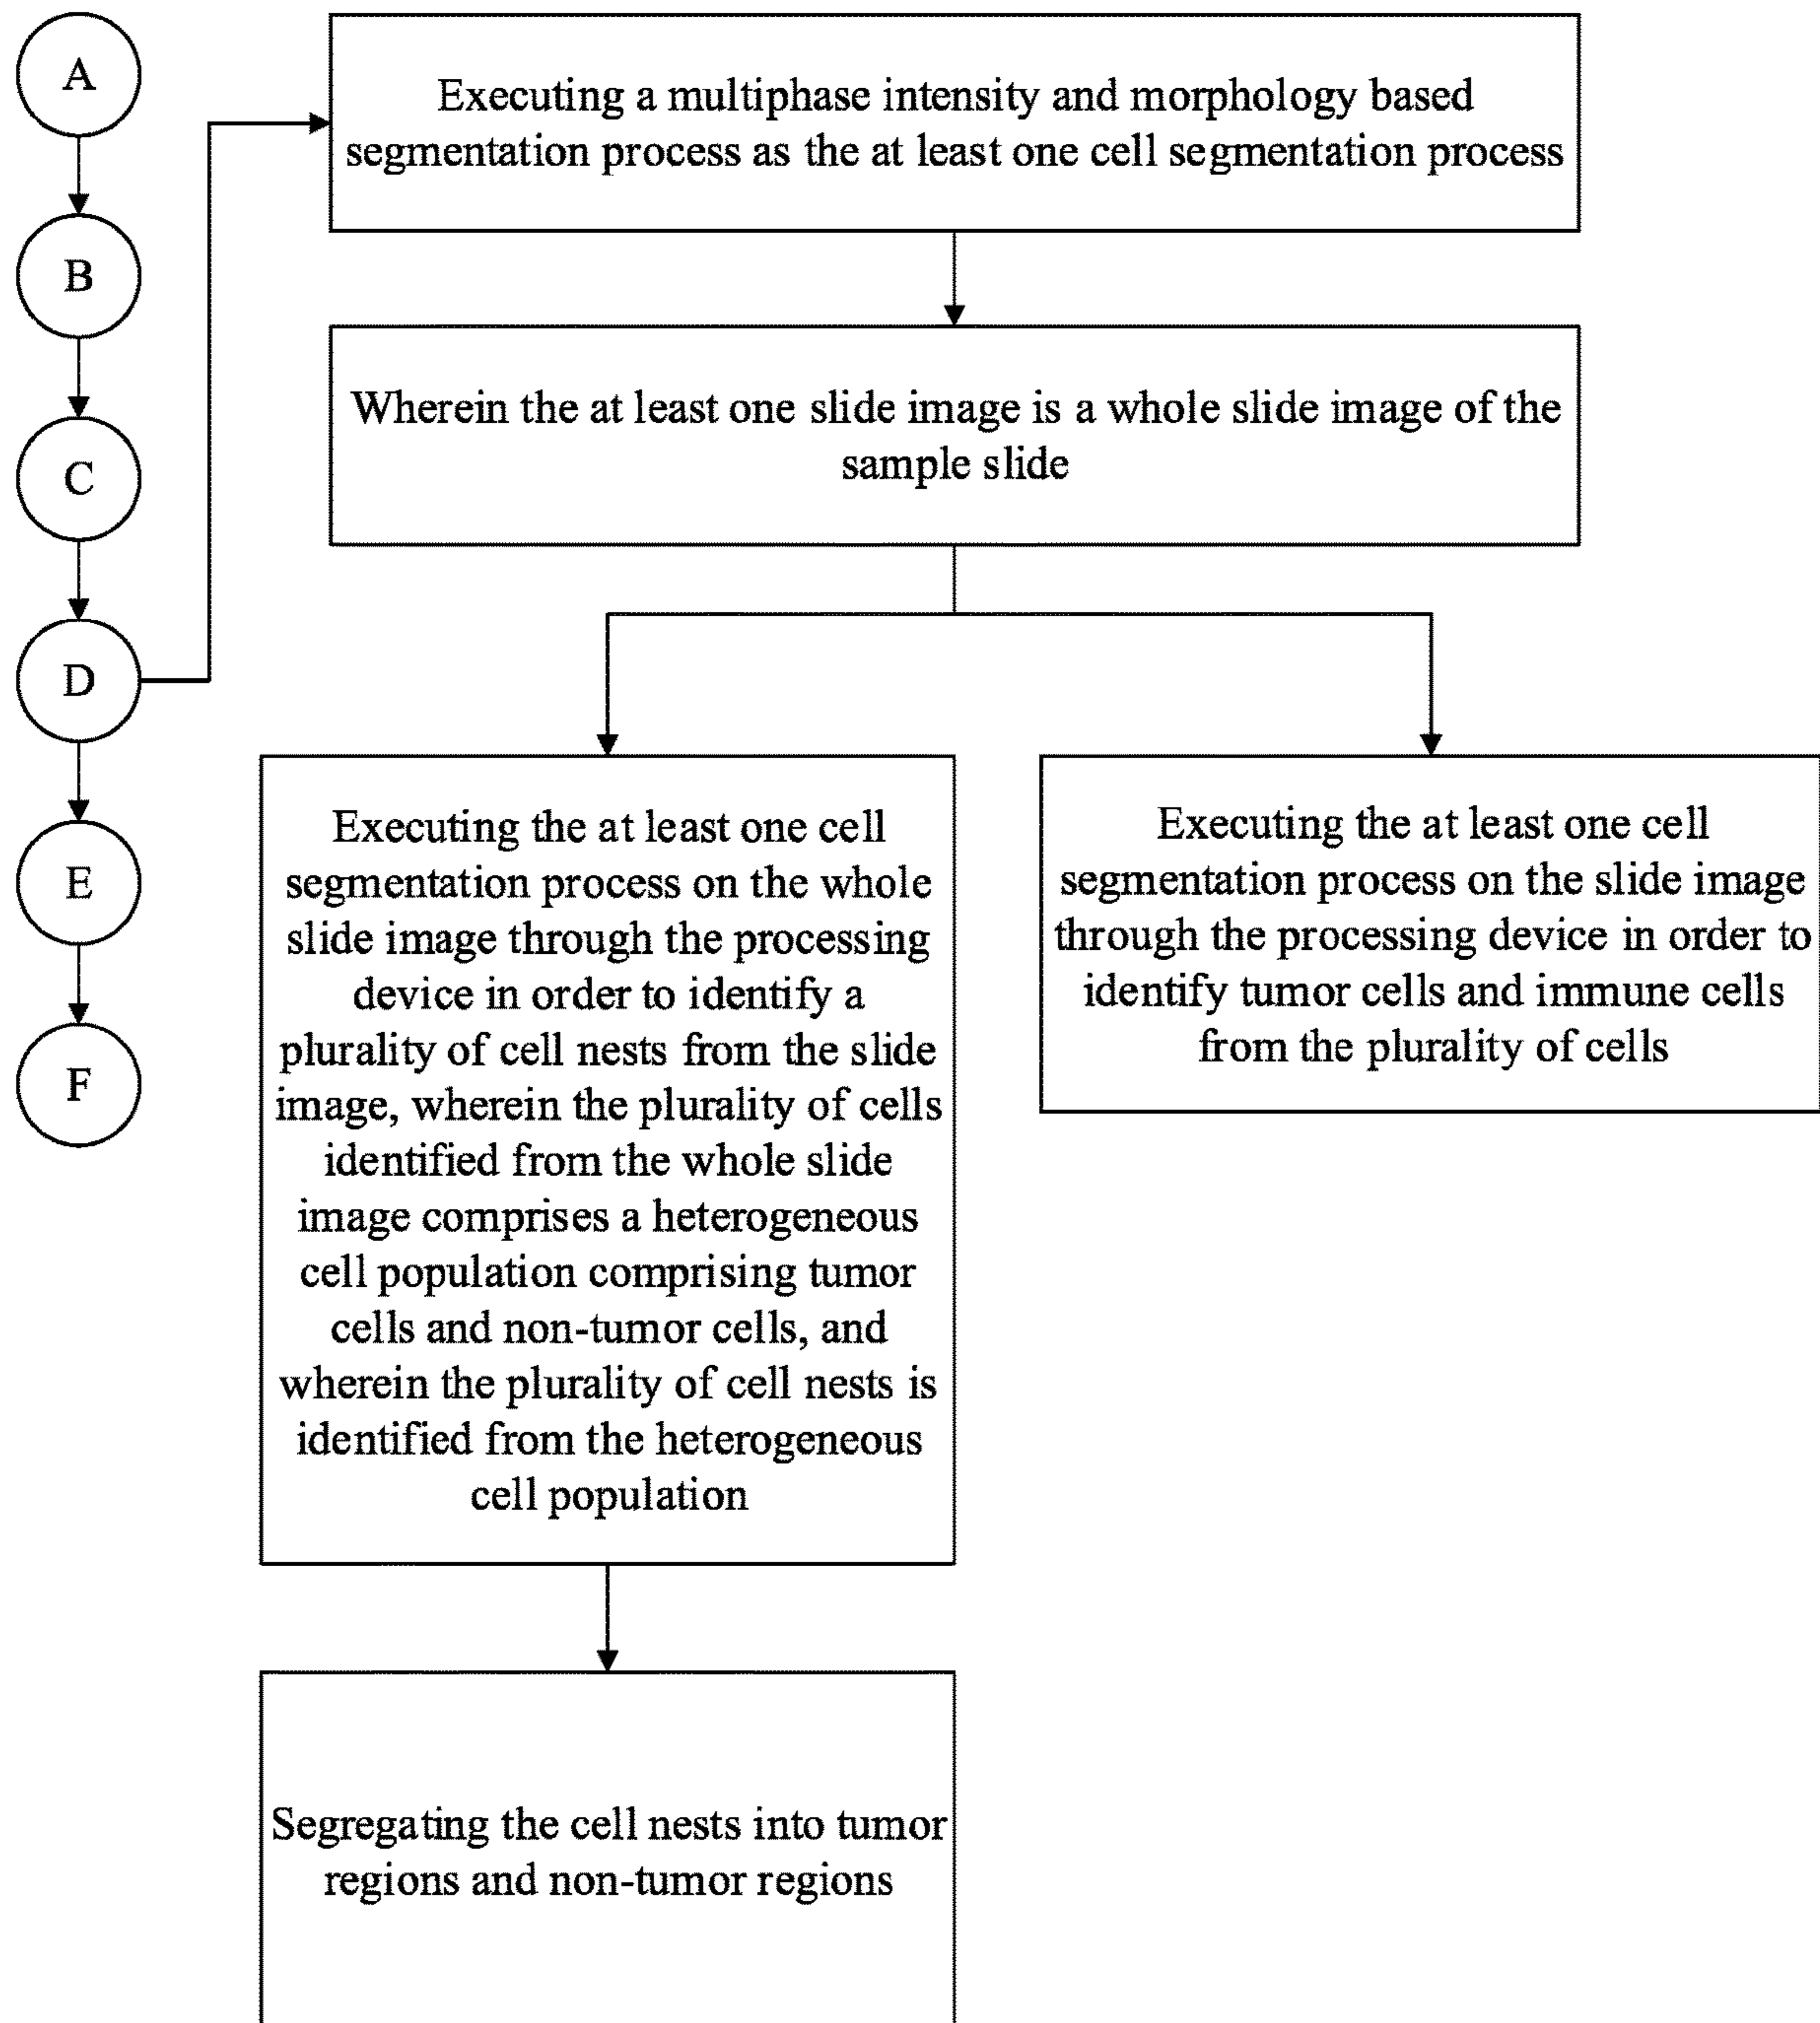 A
B
C
D
E
F
Executing a multiphase intensity and morphology based
segmentation process as the at least one cell segmentation process
Wherein the at least one slide image is a whole slide image of the
sample slide
Executing the at least one cell
segmentation process on the whole
slide image through the processing
device in order to identify a
plurality of cell nests from the slide
image, wherein the plurality of cells
identified from the whole slide
image comprises a heterogeneous
cell population comprising tumor
cells and non-tumor cells, and
wherein the plurality of cell nests is
identified from the heterogeneous
cell population
Executing the at least one cell
segmentation process on the slide image
through the processing device in order to
identify tumor cells and immune cells
from the plurality of cells
Segregating the cell nests into tumor
regions and non-tumor regions